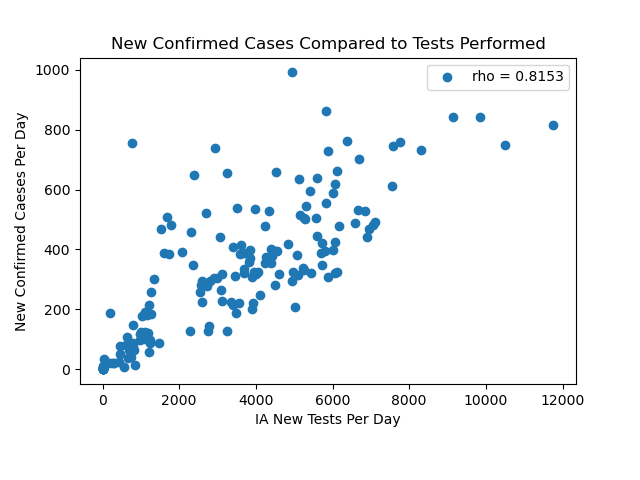 New Confirmed Cases Compared to Tests Performed
rho = 0.8153
1000
800
600
400
200
0
New Confirmed Caeses Per Day
0 2000 4000 6000 8000 10000 12000
IA New Tests Per Day